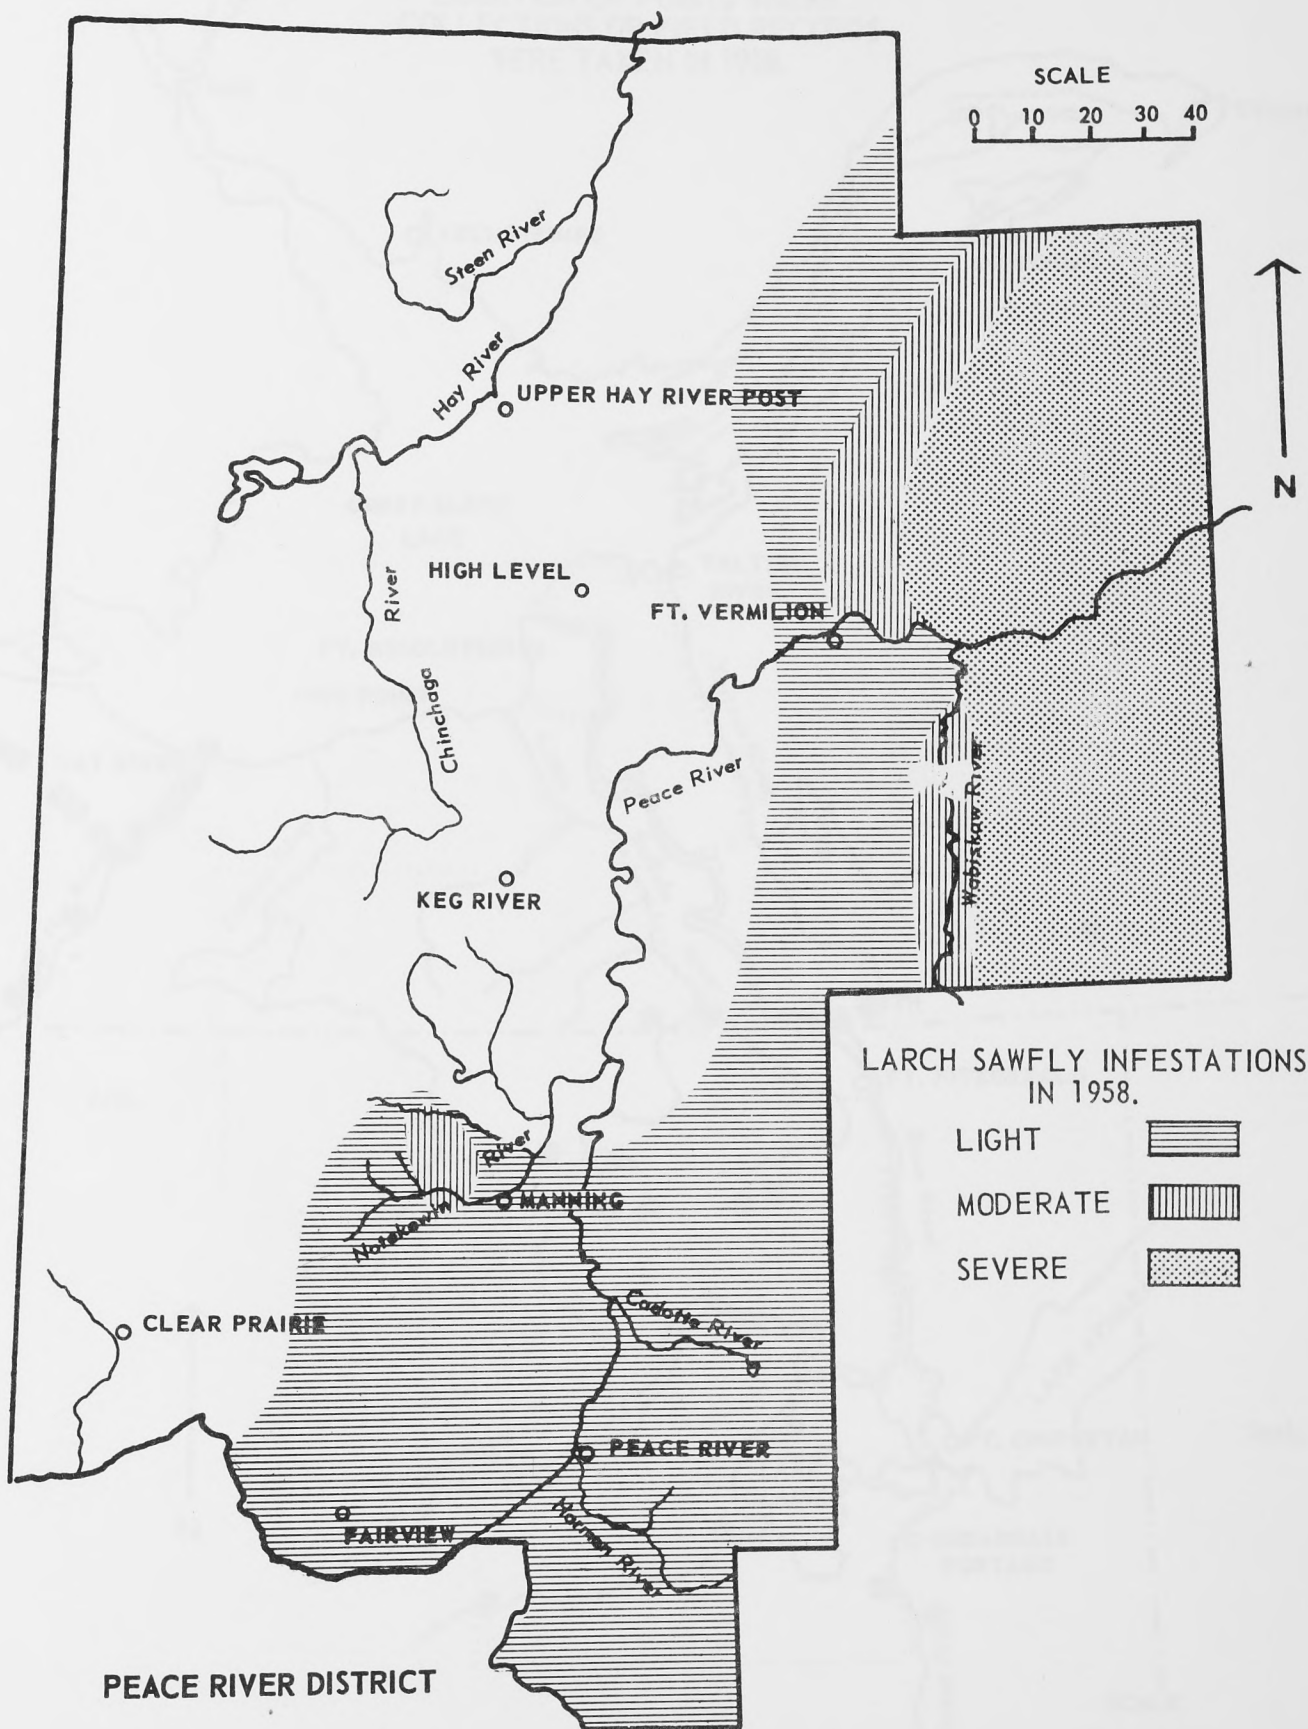 SCALE
0 10 20 30 40
Steen River
Hay River
UPPER HAY RIVER POST
N
HIGH LEVEL
River
FT. VERMILION
Chinchaga
Peace River
Wabiskaw River
KEG RIVER
LARCH SAWFLY INFESTATIONS
IN 1958.
LIGHT
MODERATE
SEVERE
River
MANNING
Notekewin
Cadotte River
CLEAR PRAIRIE
PEACE RIVER
FAIRVIEW
Harmon River
PEACE RIVER DISTRICT